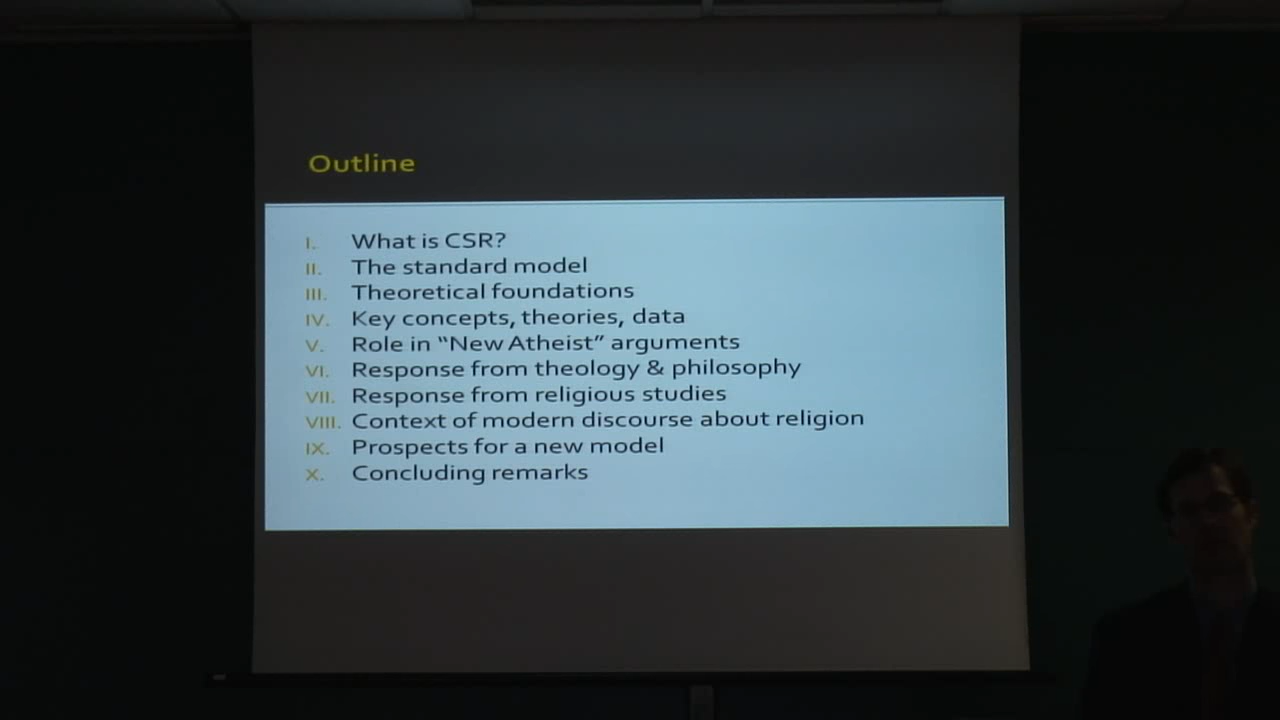 Outline
I. What is CSR?
II. The standard model
III. Theoretical foundations
IV. Key concepts, theories, data
V. Role in “New Atheist” arguments
VI. Response from theology & philosophy
VII. Response from religious studies
VIII. Context of modern discourse about religion
IX. Prospects for a new model
X. Concluding remarks